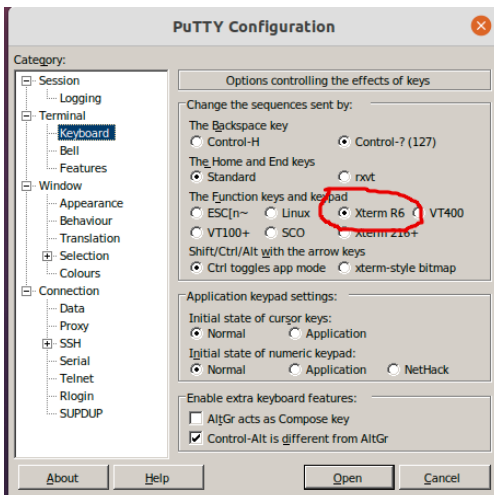 PuTTY Configuration
Category:
Session
Logging
Terminal
Keyboard
Bell
Features
Window
Appearance
Behaviour
Translation
Selection
Colours
Connection
Data
Proxy
SSH
Serial
Telnet
Rlogin
SUPDUP
Options controlling the effects of keys
Change the sequences sent by:
The Backspace key
Control-H Control-? (127)
The Home and End keys
Standard rxvt
The Function keys and keypad
ESC[n~ Linux Xterm R6 VT400
VT100+ SCO Xterm 216+
Shift/Ctrl/Alt with the arrow keys
Ctrl toggles app mode xterm-style bitmap
Application keypad settings:
Initial state of cursor keys:
Normal Application
Initial state of numeric keypad:
Normal Application NetHack
Enable extra keyboard features:
AltGr acts as Compose key
Control-Alt is different from AltGr
About Help Open Cancel